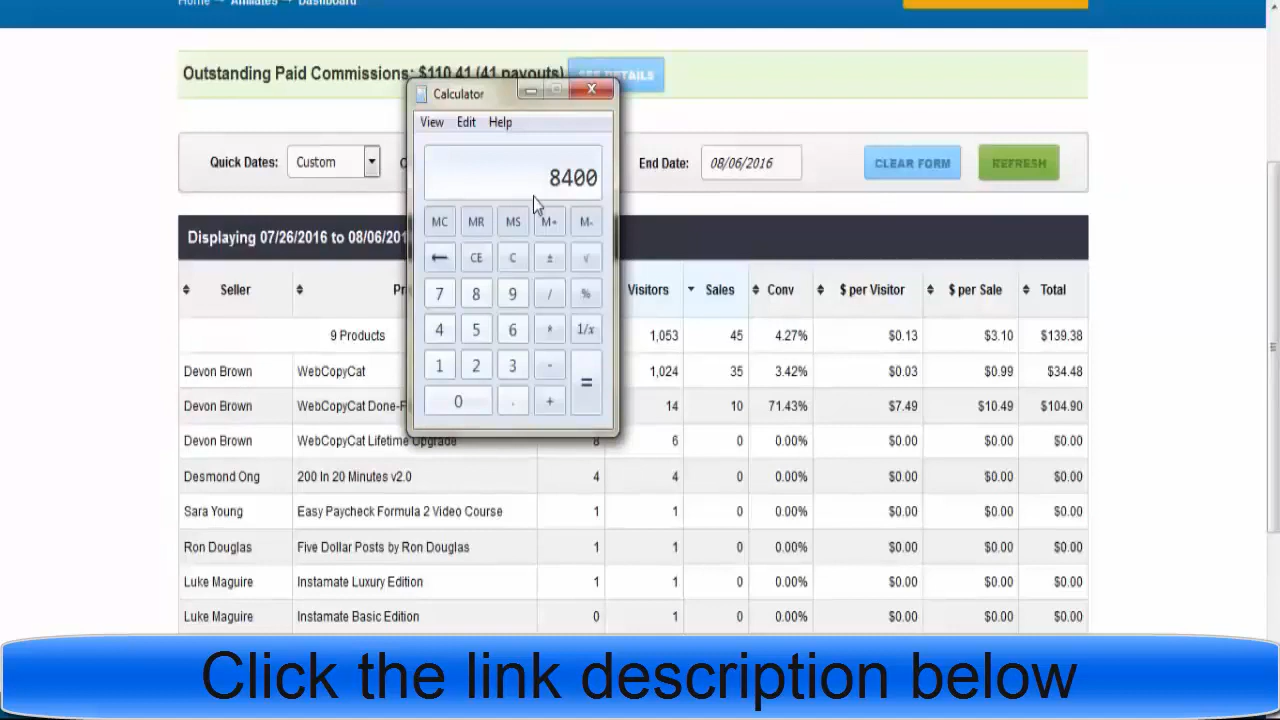 Home → Affiliates → Dashboard
Outstanding Paid Commissions: $110.41 (41 payouts) SEE DETAILS
Calculator
View Edit Help
8400
MC MR MS M+ M-
← CE C ± √
7 8 9 / %
4 5 6 * 1/x
1 2 3 - =
0 . +
Quick Dates: Custom End Date: 08/06/2016 CLEAR FORM REFRESH
Displaying 07/26/2016 to 08/06/201
Seller Pr Visitors Sales Conv $ per Visitor $ per Sale Total
9 Products 1,053 45 4.27% $0.13 $3.10 $139.38
Devon Brown WebCopyCat 1,024 35 3.42% $0.03 $0.99 $34.48
Devon Brown WebCopyCat Done-F 14 10 71.43% $7.49 $10.49 $104.90
Devon Brown WebCopyCat Lifetime Upgrade 8 6 0 0.00% $0.00 $0.00 $0.00
Desmond Ong 200 In 20 Minutes v2.0 4 4 0 0.00% $0.00 $0.00 $0.00
Sara Young Easy Paycheck Formula 2 Video Course 1 1 0 0.00% $0.00 $0.00 $0.00
Ron Douglas Five Dollar Posts by Ron Douglas 1 1 0 0.00% $0.00 $0.00 $0.00
Luke Maguire Instamate Luxury Edition 1 1 0 0.00% $0.00 $0.00 $0.00
Luke Maguire Instamate Basic Edition 0 1 0 0.00% $0.00 $0.00 $0.00
Click the link description below